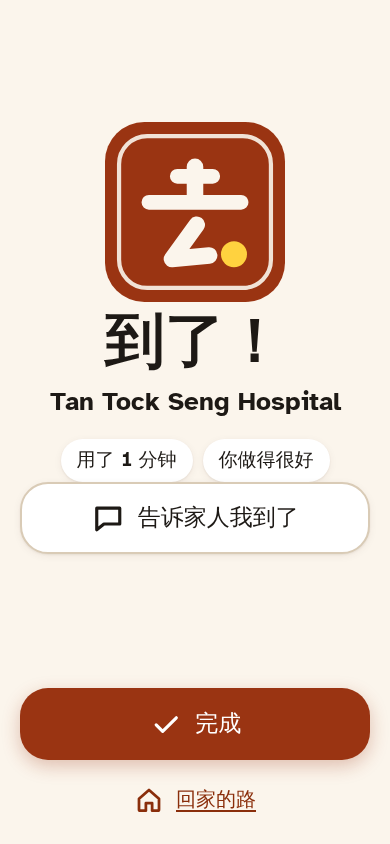 去
到了！
Tan Tock Seng Hospital
用了 1 分钟
你做得很好
告诉家人我到了
完成
回家的路